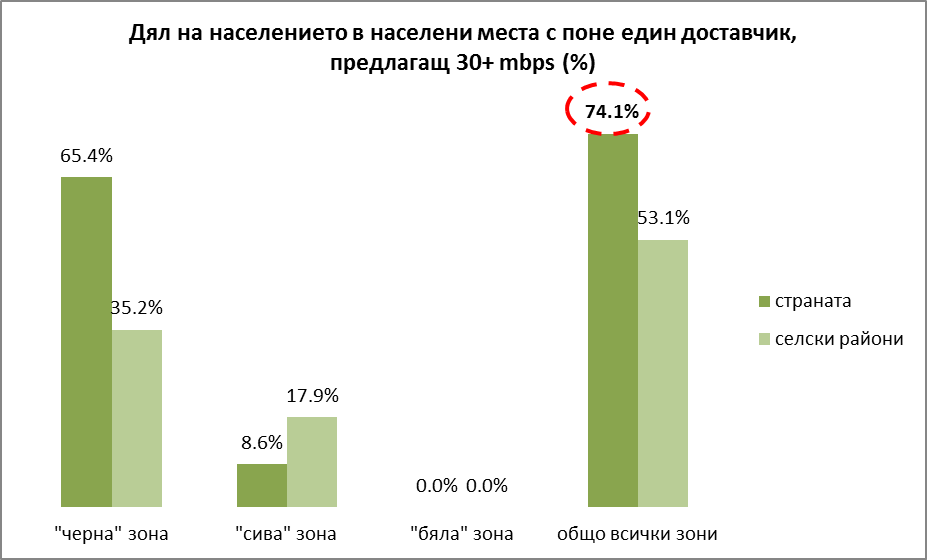 Дял на населението в населени места с поне един доставчик,
предлагащ 30+ mbps (%)
74.1%
65.4%
53.1%
35.2%
17.9%
8.6%
0.0% 0.0%
страната
селски райони
"черна" зона "сива" зона "бяла" зона общо всички зони